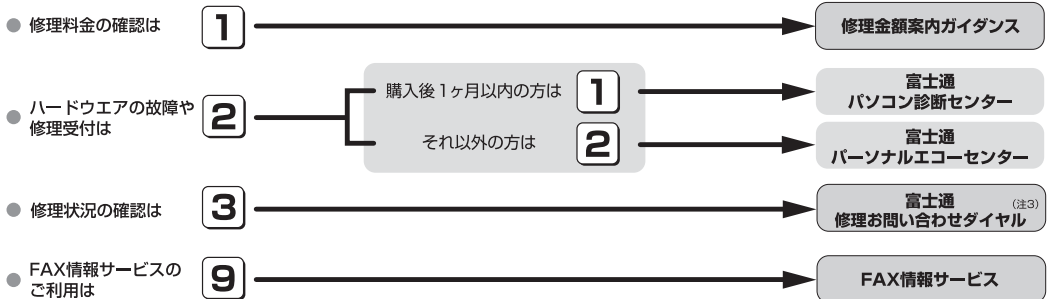 ● 修理料金の確認は 1 修理金額案内ガイダンス
● ハードウエアの故障や
修理受付は 2
購入後1ヶ月以内の方は 1
富士通
パソコン診断センター
それ以外の方は 2
富士通
パーソナルエコーセンター
● 修理状況の確認は 3
富士通 (注3)
修理お問い合わせダイヤル
● FAX情報サービスの
ご利用は 9
FAX情報サービス